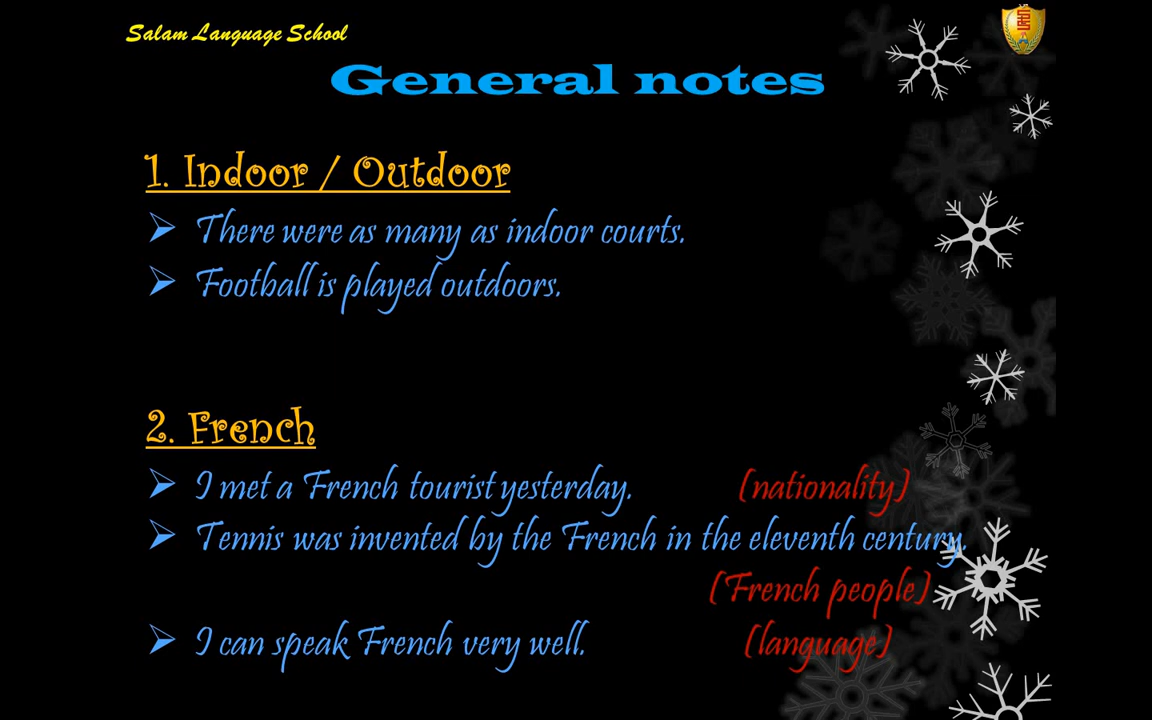 Salam Language School
General notes
1. Indoor / Outdoor
➢ There were as many as indoor courts.
➢ Football is played outdoors.
2. French
➢ I met a French tourist yesterday. (nationality)
➢ Tennis was invented by the French in the eleventh century.
(French people)
➢ I can speak French very well. (language)